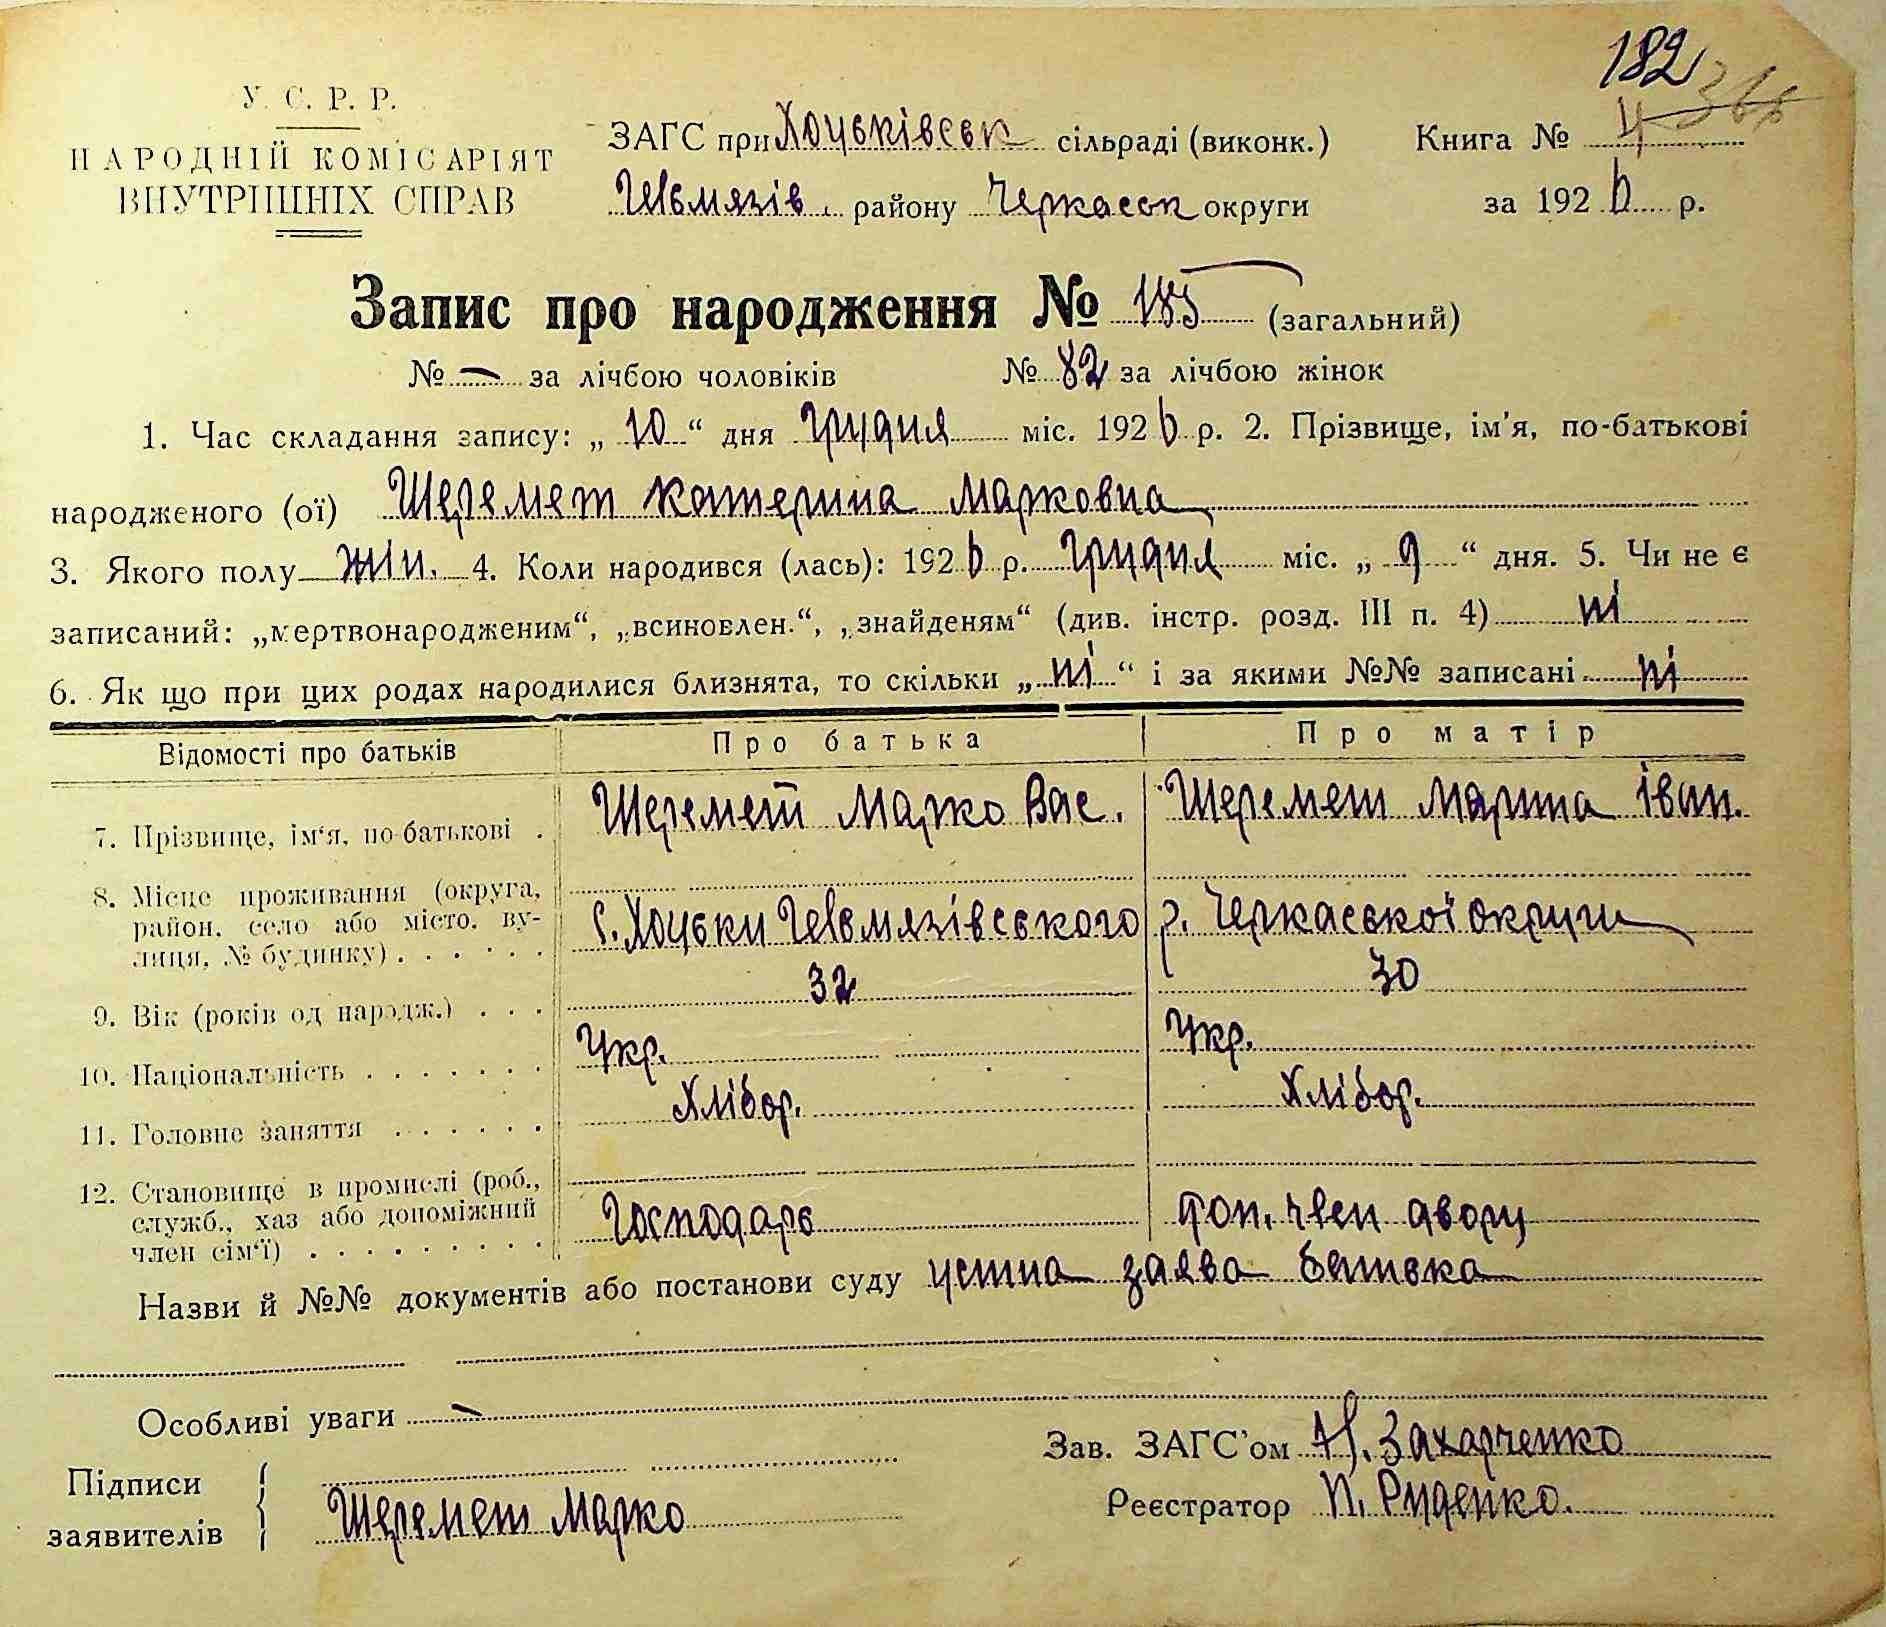 182
У. С. Р. Р.
НАРОДНІЙ КОМІСАРІЯТ
ВНУТРІШНІХ СПРАВ
ЗАГС при Хоцьківськ сільраді (виконк.) Книга № 4
Гельмязів. району Черкаськ округи за 1926 р.
Запис про народження № 185 (загальний)
№ — за лічбою чоловіків № 82 за лічбою жінок
1. Час складання запису: „10“ дня грудня міс. 1926 р. 2. Прізвище, ім'я, по-батькові
народженого (ої) Шеремет Катерина Марковна
3. Якого полу жін. 4. Коли народився (лась): 1926 р. грудня міс. „9“ дня. 5. Чи не є
записаний: „мертвонародженим“, „всиновлен.“, „знайденям“ (див. інстр. розд. III п. 4) ні
6. Як що при цих родах народилися близнята, то скільки „ні“ і за якими №№ записані ні
Відомості про батьків Про батька Про матір
7. Прізвище, ім'я, по-батькові . Шеремет Марко Вас. Шеремет Марина Іван.
8. Місце проживання (округа, район, село або місто, вулиця, № будинку) . . . . . . с. Хоцьки Гельмязівського р. Черкаської округи
9. Вік (років од народж.) . . . 32 30
10. Національність . . . . . . . Укр. Укр.
11. Головне заняття . . . . . . Хлібор. Хлібор.
12. Становище в промислі (роб., служб., хаз або допоміжний член сім'ї) . . . . . . . . . Господарь доп. член двору
Назви й №№ документів або постанови суду устна заява батька
Особливі уваги —
Зав. ЗАГС'ом Захарченко
Підписи
заявителів Шеремет Марко
Реєстратор П. Руденко.